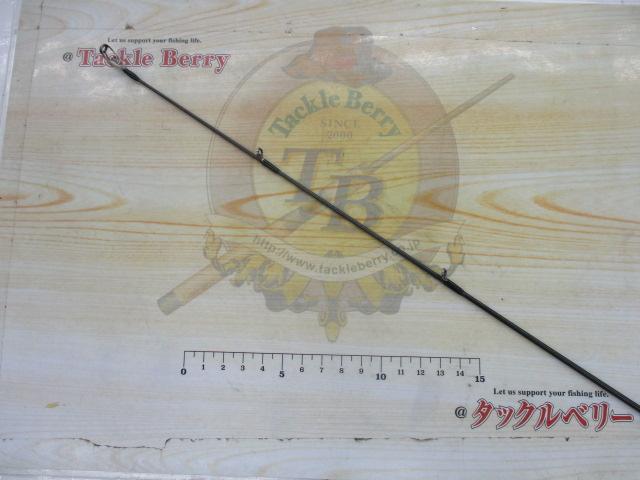 Let us support your fishing life.
@ Tackle Berry
Tackle Berry
SINCE
2000
TB
http://www.tackleberry.co.jp
0 1 2 3 4 5 6 7 8 9 10 11 12 13 14 15
Let us support your fishing life.
@ タックルベリー